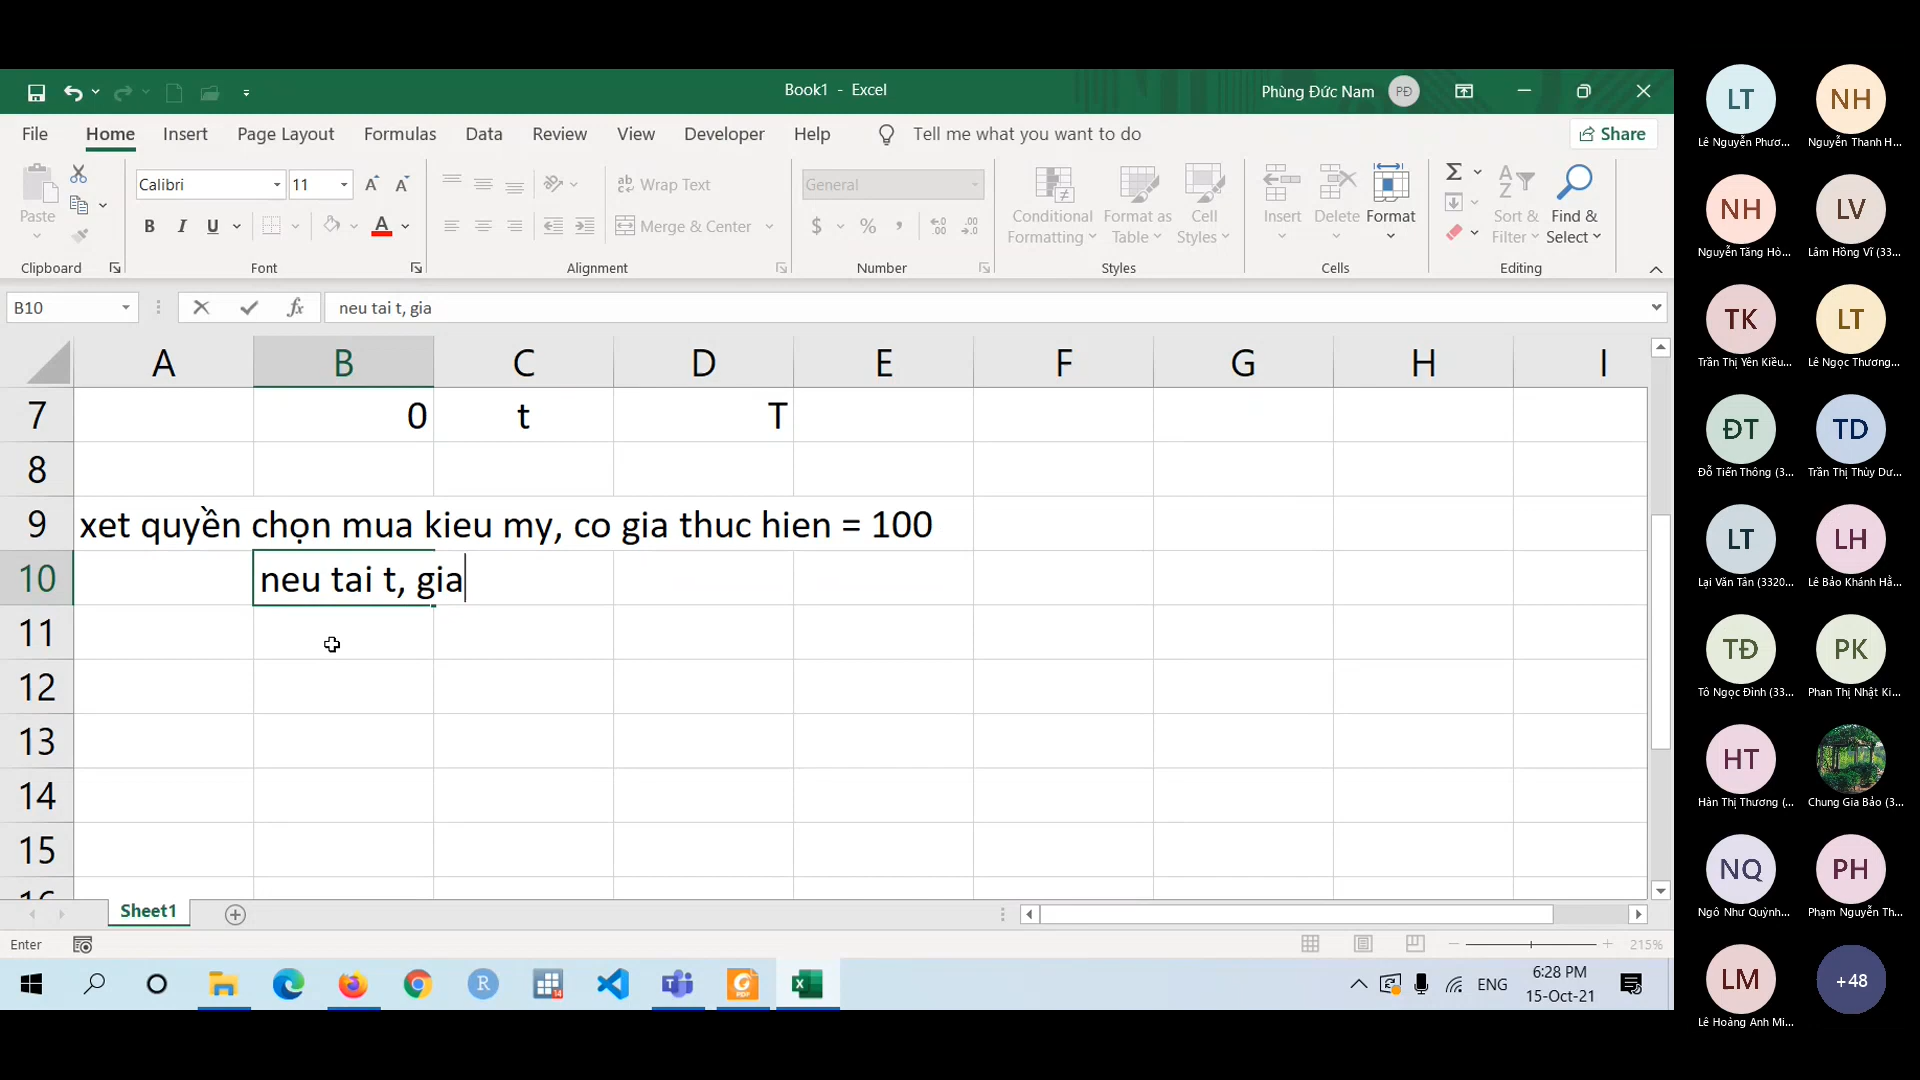 Book1 - Excel
Phùng Đức Nam
PĐ
File
Home
Insert
Page Layout
Formulas
Data
Review
View
Developer
Help
Tell me what you want to do
Share
Paste
Clipboard
Calibri
11
B
I
U
A
Font
Wrap Text
Merge & Center
Alignment
General
$
%
Number
Conditional Formatting
Format as Table
Cell Styles
Styles
Insert
Delete
Format
Cells
Sort & Filter
Find & Select
Editing
B10
fx
neu tai t, gia
A B C D E F G H I
7 0 t T
8
9 xet quyền chọn mua kieu my, co gia thuc hien = 100
10 neu tai t, gia
11
12
13
14
15
16
Sheet1
Enter
215%
ENG
6:28 PM
15-Oct-21
LT
Lê Nguyễn Phươ...
NH
Nguyễn Thanh H...
NH
Nguyễn Tăng Hò...
LV
Lâm Hồng Vĩ (33...
TK
Trần Thị Yên Kiều...
LT
Lê Ngọc Thương...
ĐT
Đỗ Tiến Thông (3...
TD
Trần Thị Thùy Dư...
LT
Lại Văn Tân (3320...
LH
Lê Bảo Khánh Hằ...
TĐ
Tô Ngọc Đình (33...
PK
Phan Thị Nhật Ki...
HT
Hàn Thị Thương (...
Chung Gia Bảo (3...
NQ
Ngô Như Quỳnh...
PH
Phạm Nguyễn Th...
LM
Lê Hoàng Anh Mi...
+48